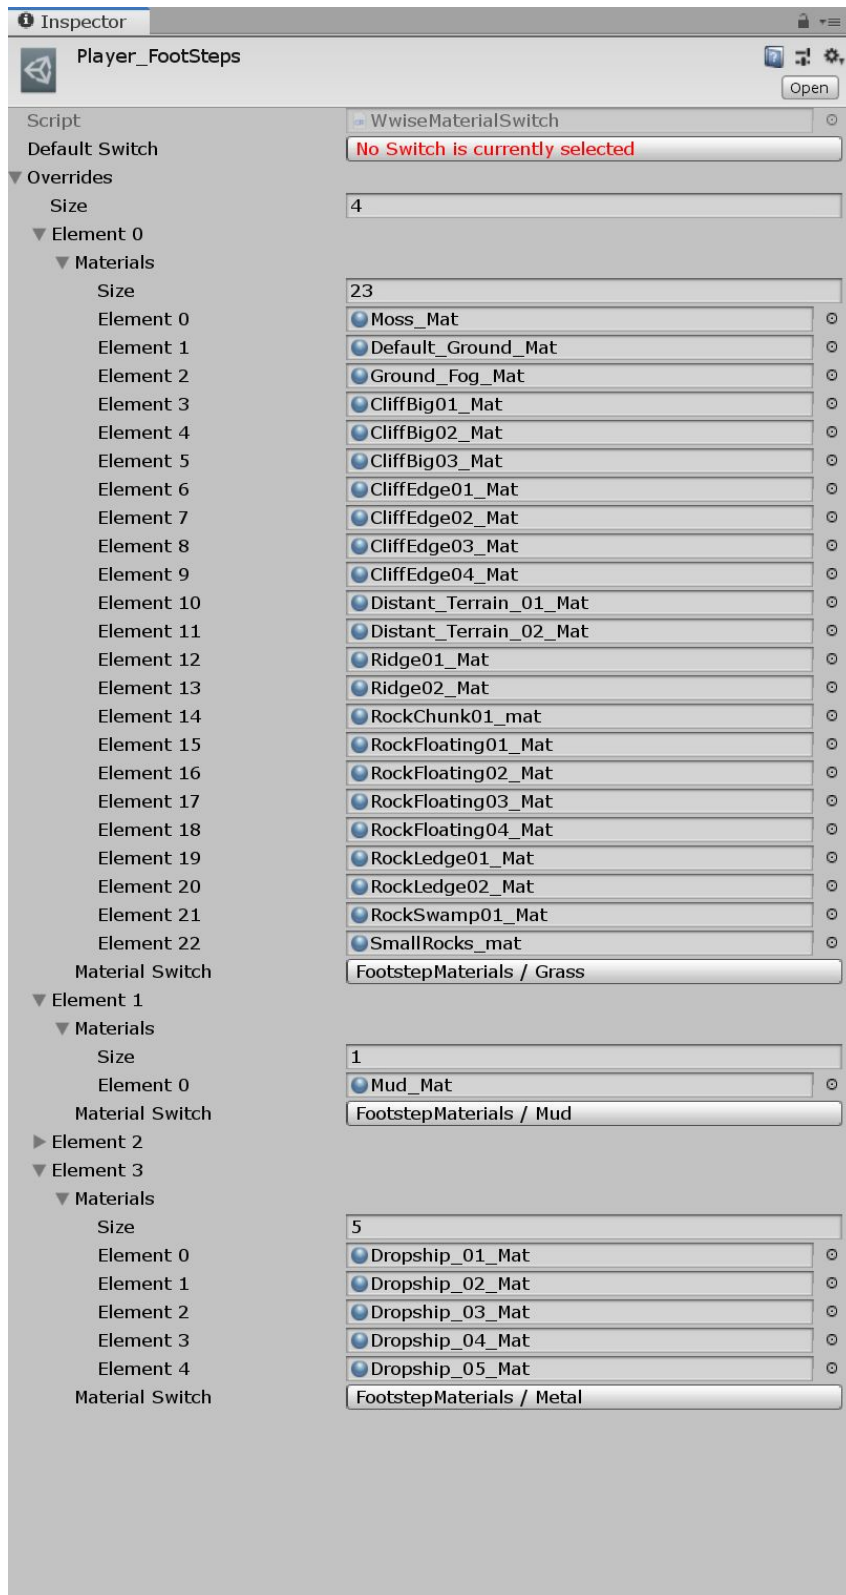 Inspector
Player_FootSteps
Open
Script WwiseMaterialSwitch
Default Switch No Switch is currently selected
Overrides
Size 4
Element 0
Materials
Size 23
Element 0 Moss_Mat
Element 1 Default_Ground_Mat
Element 2 Ground_Fog_Mat
Element 3 CliffBig01_Mat
Element 4 CliffBig02_Mat
Element 5 CliffBig03_Mat
Element 6 CliffEdge01_Mat
Element 7 CliffEdge02_Mat
Element 8 CliffEdge03_Mat
Element 9 CliffEdge04_Mat
Element 10 Distant_Terrain_01_Mat
Element 11 Distant_Terrain_02_Mat
Element 12 Ridge01_Mat
Element 13 Ridge02_Mat
Element 14 RockChunk01_mat
Element 15 RockFloating01_Mat
Element 16 RockFloating02_Mat
Element 17 RockFloating03_Mat
Element 18 RockFloating04_Mat
Element 19 RockLedge01_Mat
Element 20 RockLedge02_Mat
Element 21 RockSwamp01_Mat
Element 22 SmallRocks_mat
Material Switch FootstepMaterials / Grass
Element 1
Materials
Size 1
Element 0 Mud_Mat
Material Switch FootstepMaterials / Mud
Element 2
Element 3
Materials
Size 5
Element 0 Dropship_01_Mat
Element 1 Dropship_02_Mat
Element 2 Dropship_03_Mat
Element 3 Dropship_04_Mat
Element 4 Dropship_05_Mat
Material Switch FootstepMaterials / Metal